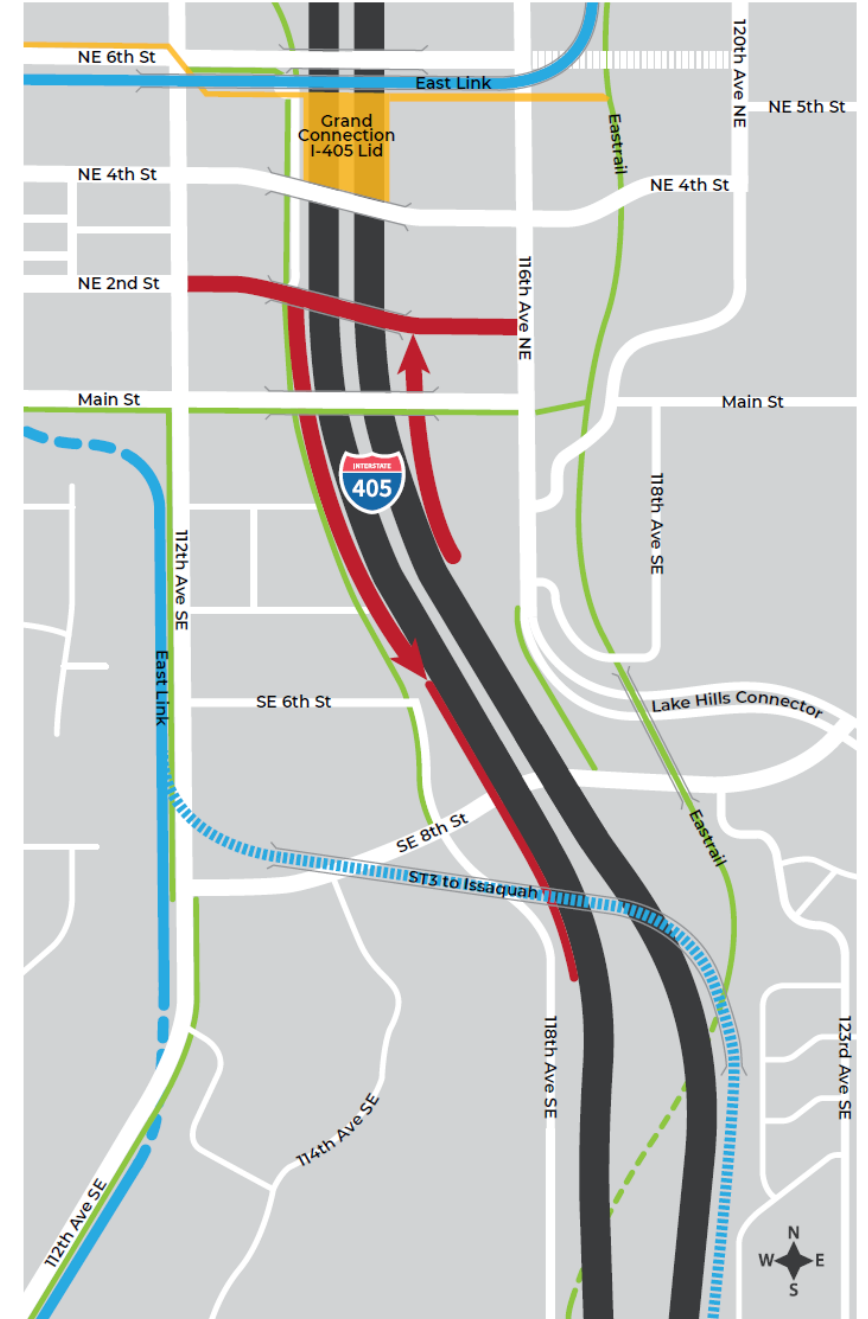 NE 6th St
120th Ave NE
East Link
NE 5th St
Grand
Connection
I-405 Lid
Eastrail
NE 4th St
NE 4th St
NE 2nd St
116th Ave NE
Main St
Main St
INTERSTATE
405
118th Ave SE
112th Ave SE
East Link
SE 6th St
Lake Hills Connector
SE 8th St
Eastrail
ST3 to Issaquah
118th Ave SE
123rd Ave SE
114th Ave SE
112th Ave SE
N
W E
S